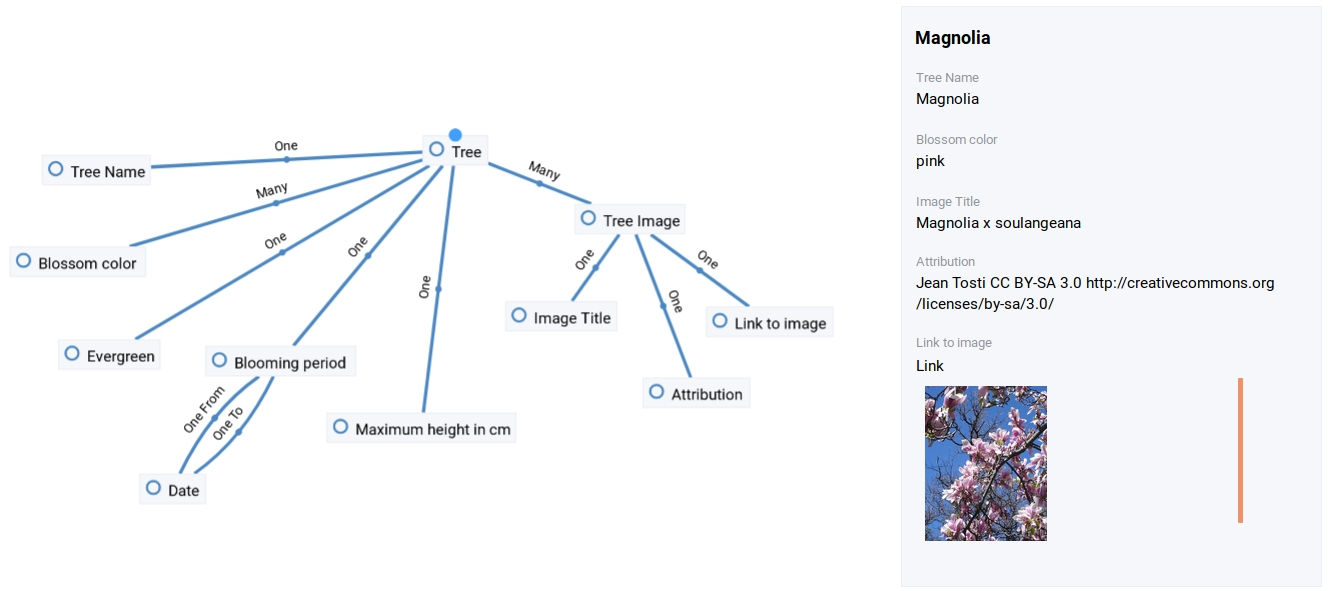 One
Tree
Tree Name
Many
Many
Tree Image
Blossom color
One
One
One
One
One
One
Image Title
Link to image
Evergreen
Blooming period
Attribution
One From
One To
Maximum height in cm
Date
Magnolia
Tree Name
Magnolia
Blossom color
pink
Image Title
Magnolia x soulangeana
Attribution
Jean Tosti CC BY-SA 3.0 http://creativecommons.org
/licenses/by-sa/3.0/
Link to image
Link